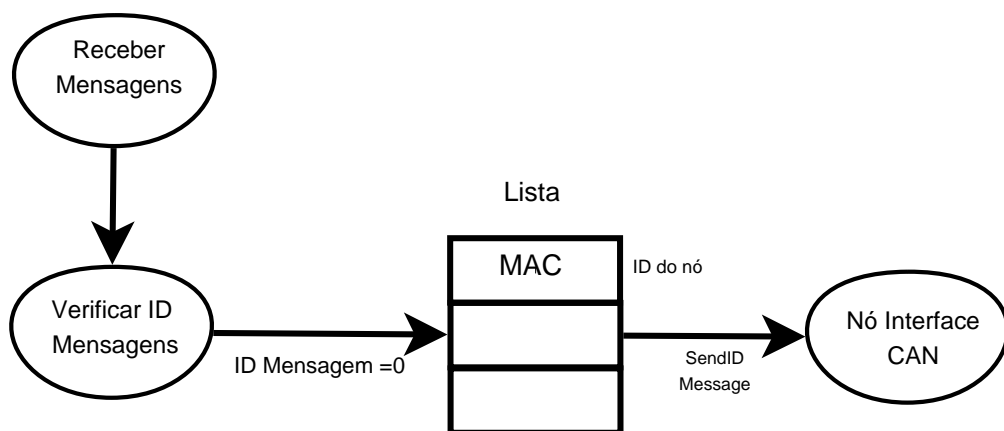 Receber
Mensagens
Lista
MAC
ID do nó
Verificar ID
Mensagens
ID Mensagem =0
SendID
Message
Nó Interface
CAN